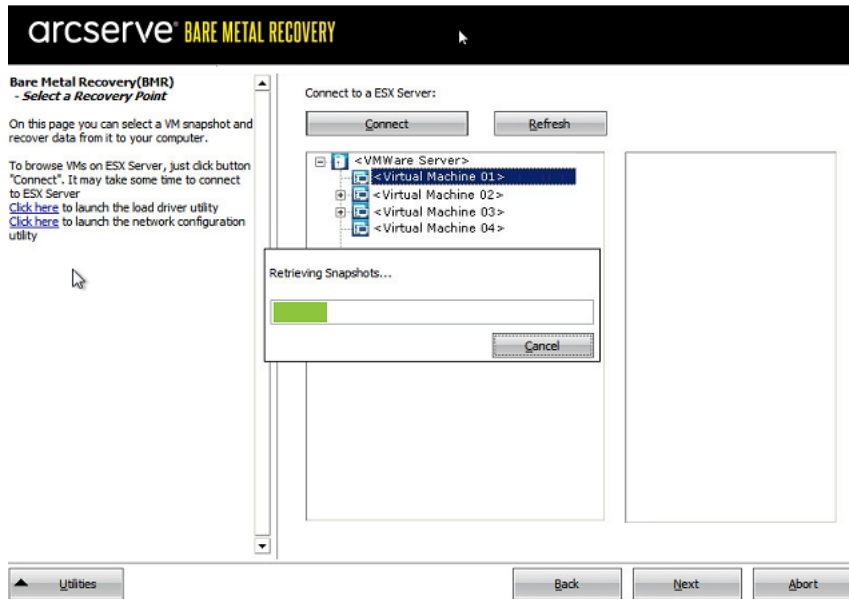 arcserve® BARE METAL RECOVERY
Bare Metal Recovery(BMR)
- Select a Recovery Point
On this page you can select a VM snapshot and
recover data from it to your computer.
To browse VMs on ESX Server, just click button
"Connect". It may take some time to connect
to ESX Server
Click here to launch the load driver utility
Click here to launch the network configuration
utility
Connect to a ESX Server:
Connect
Refresh
<VMWare Server>
<Virtual Machine 01>
<Virtual Machine 02>
<Virtual Machine 03>
<Virtual Machine 04>
Retrieving Snapshots...
Cancel
Utilities
Back
Next
Abort